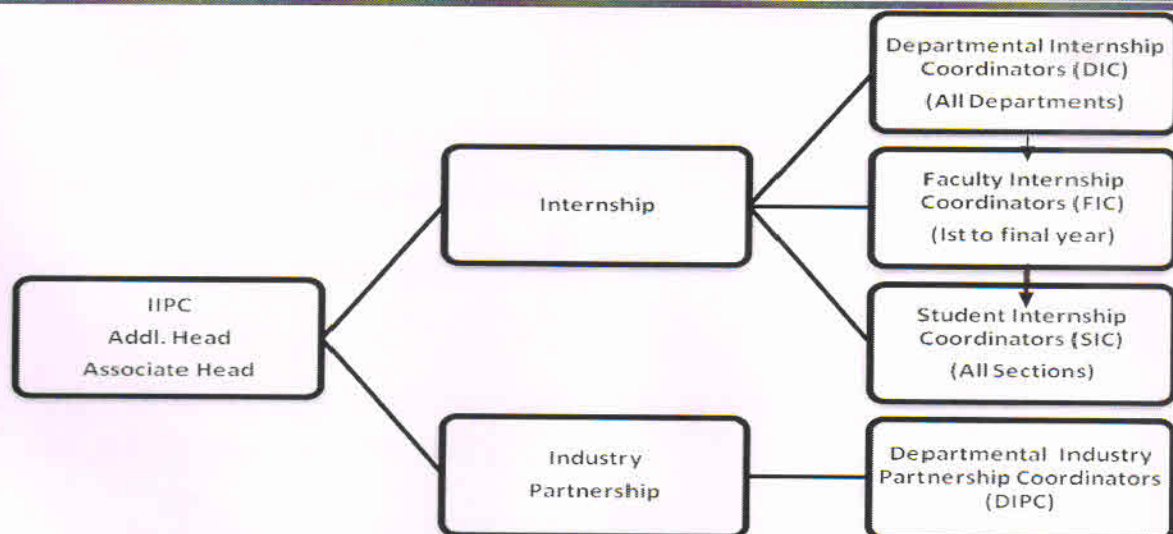 Departmental Internship
Coordinators (DIC)
(All Departments)
Internship
Faculty Internship
Coordinators (FIC)
(Ist to final year)
IIPC
Addl. Head
Associate Head
Student Internship
Coordinators (SIC)
(All Sections)
Industry
Partnership
Departmental Industry
Partnership Coordinators
(DIPC)